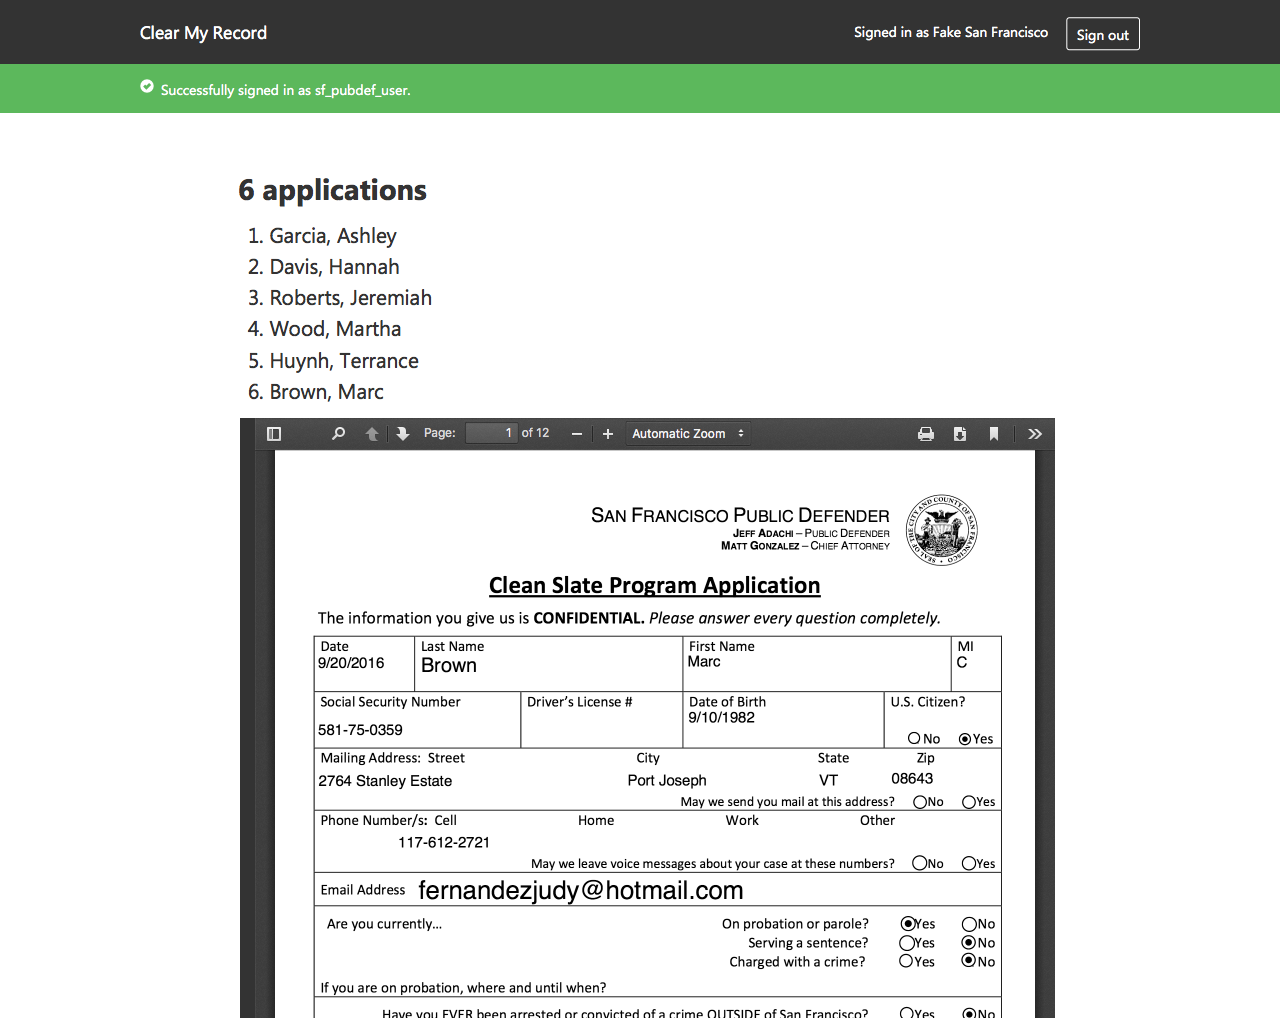 Clear My Record
Signed in as Fake San Francisco
Sign out
Successfully signed in as sf_pubdef_user.
6 applications
1. Garcia, Ashley
2. Davis, Hannah
3. Roberts, Jeremiah
4. Wood, Martha
5. Huynh, Terrance
6. Brown, Marc
Page: 1 of 12
Automatic Zoom
SAN FRANCISCO PUBLIC DEFENDER
JEFF ADACHI – PUBLIC DEFENDER
MATT GONZALEZ – CHIEF ATTORNEY
SEAL OF THE CITY AND COUNTY OF SAN FRANCISCO
Clean Slate Program Application
The information you give us is CONFIDENTIAL. Please answer every question completely.
Date Last Name First Name MI
9/20/2016 Brown Marc C
Social Security Number Driver's License # Date of Birth U.S. Citizen?
581-75-0359 9/10/1982
No Yes
Mailing Address: Street City State Zip
2764 Stanley Estate Port Joseph VT 08643
May we send you mail at this address? No Yes
Phone Number/s: Cell Home Work Other
117-612-2721
May we leave voice messages about your case at these numbers? No Yes
Email Address fernandezjudy@hotmail.com
Are you currently... On probation or parole? Yes No
Serving a sentence? Yes No
Charged with a crime? Yes No
If you are on probation, where and until when?
Have you EVER been arrested or convicted of a crime OUTSIDE of San Francisco? Yes No